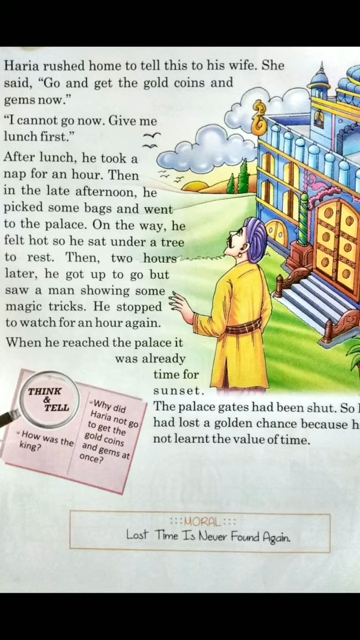 Haria rushed home to tell this to his wife. She
said, “Go and get the gold coins and
gems now.”
“I cannot go now. Give me
lunch first.”
After lunch, he took a
nap for an hour. Then
in the late afternoon, he
picked some bags and went
to the palace. On the way, he
felt hot so he sat under a tree
to rest. Then, two hours
later, he got up to go but
saw a man showing some
magic tricks. He stopped
to watch for an hour again.
When he reached the palace it
was already
time for
sunset.
The palace gates had been shut. So
had lost a golden chance because
not learnt the value of time.
THINK
&
TELL
How was the
king?
Why did
Haria not go
to get the
gold coins
and gems at
once?
MORAL
Lost Time Is Never Found Again.